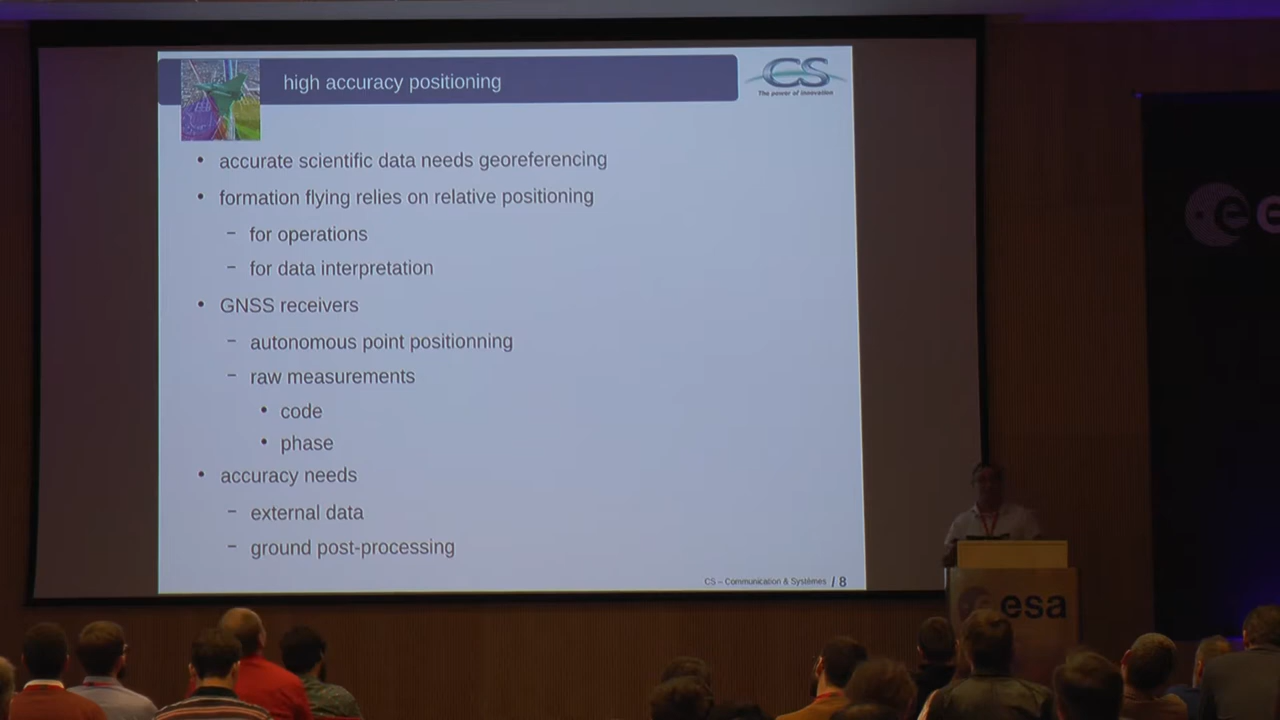 high accuracy positioning
CS
The power of innovation
• accurate scientific data needs georeferencing
• formation flying relies on relative positioning
– for operations
– for data interpretation
• GNSS receivers
– autonomous point positionning
– raw measurements
• code
• phase
• accuracy needs
– external data
– ground post-processing
CS – Communication & Systèmes / 8
esa
e